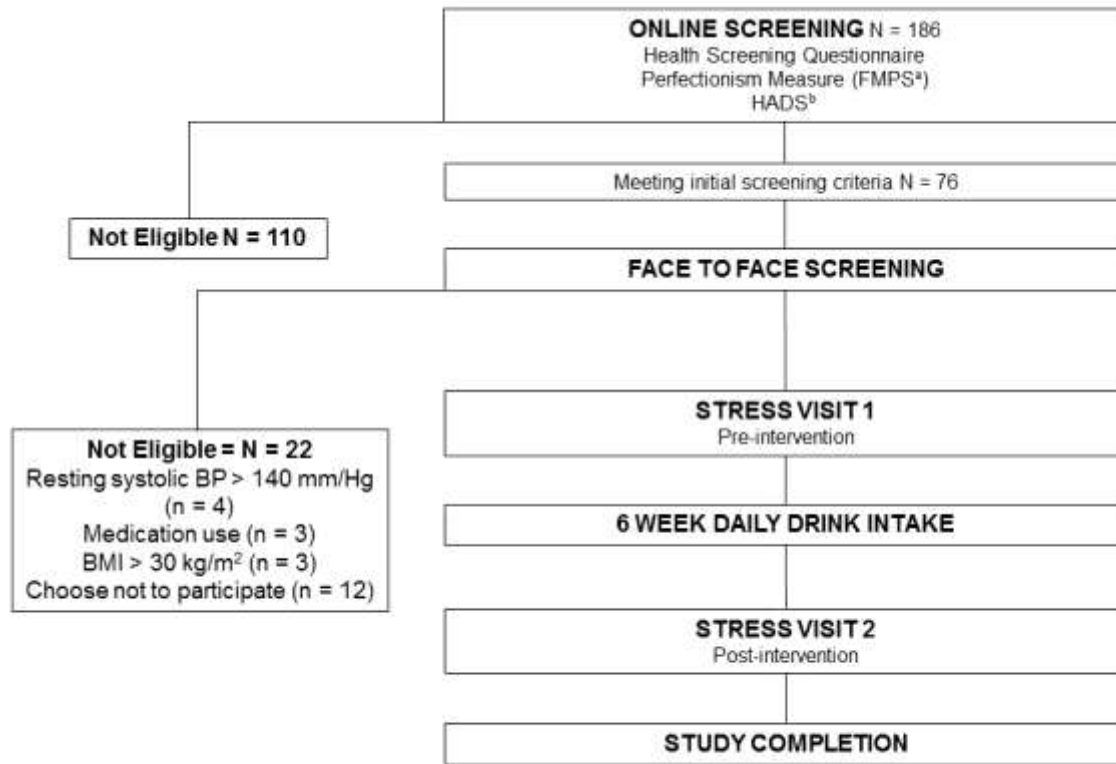 ONLINE SCREENING N = 186
Health Screening Questionnaire
Perfectionism Measure (FMPSᵃ)
HADSᵇ
Meeting initial screening criteria N = 76
Not Eligible N = 110
FACE TO FACE SCREENING
STRESS VISIT 1
Pre-intervention
Not Eligible = N = 22
Resting systolic BP > 140 mm/Hg
(n = 4)
Medication use (n = 3)
BMI > 30 kg/m² (n = 3)
Choose not to participate (n = 12)
6 WEEK DAILY DRINK INTAKE
STRESS VISIT 2
Post-intervention
STUDY COMPLETION